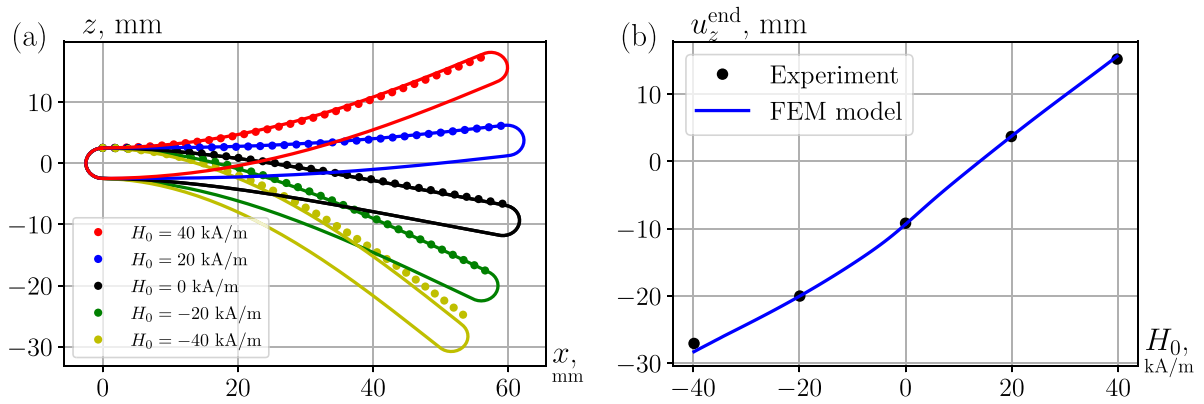 (a)
z, mm
10
0
−10
−20
−30
H₀ = 40 kA/m
H₀ = 20 kA/m
H₀ = 0 kA/m
H₀ = −20 kA/m
H₀ = −40 kA/m
0 20 40 60
x,
mm
(b)
u_z^end, mm
Experiment
FEM model
10
0
−10
−20
−30
−40 −20 0 20 40
H₀,
kA/m